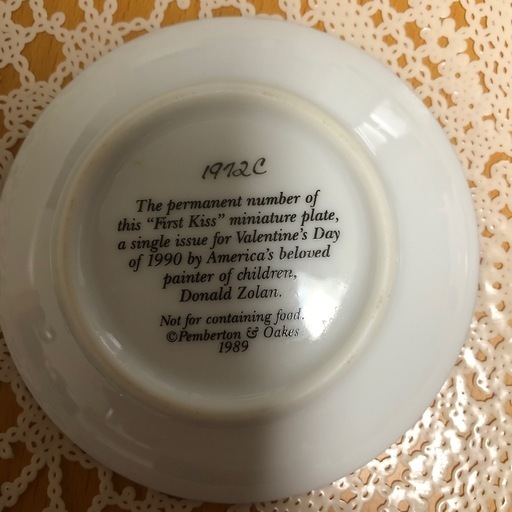 1972C
The permanent number of
this “First Kiss” miniature plate,
a single issue for Valentine's Day
of 1990 by America's beloved
painter of children,
Donald Zolan.
Not for containing food.
©Pemberton & Oakes
1989